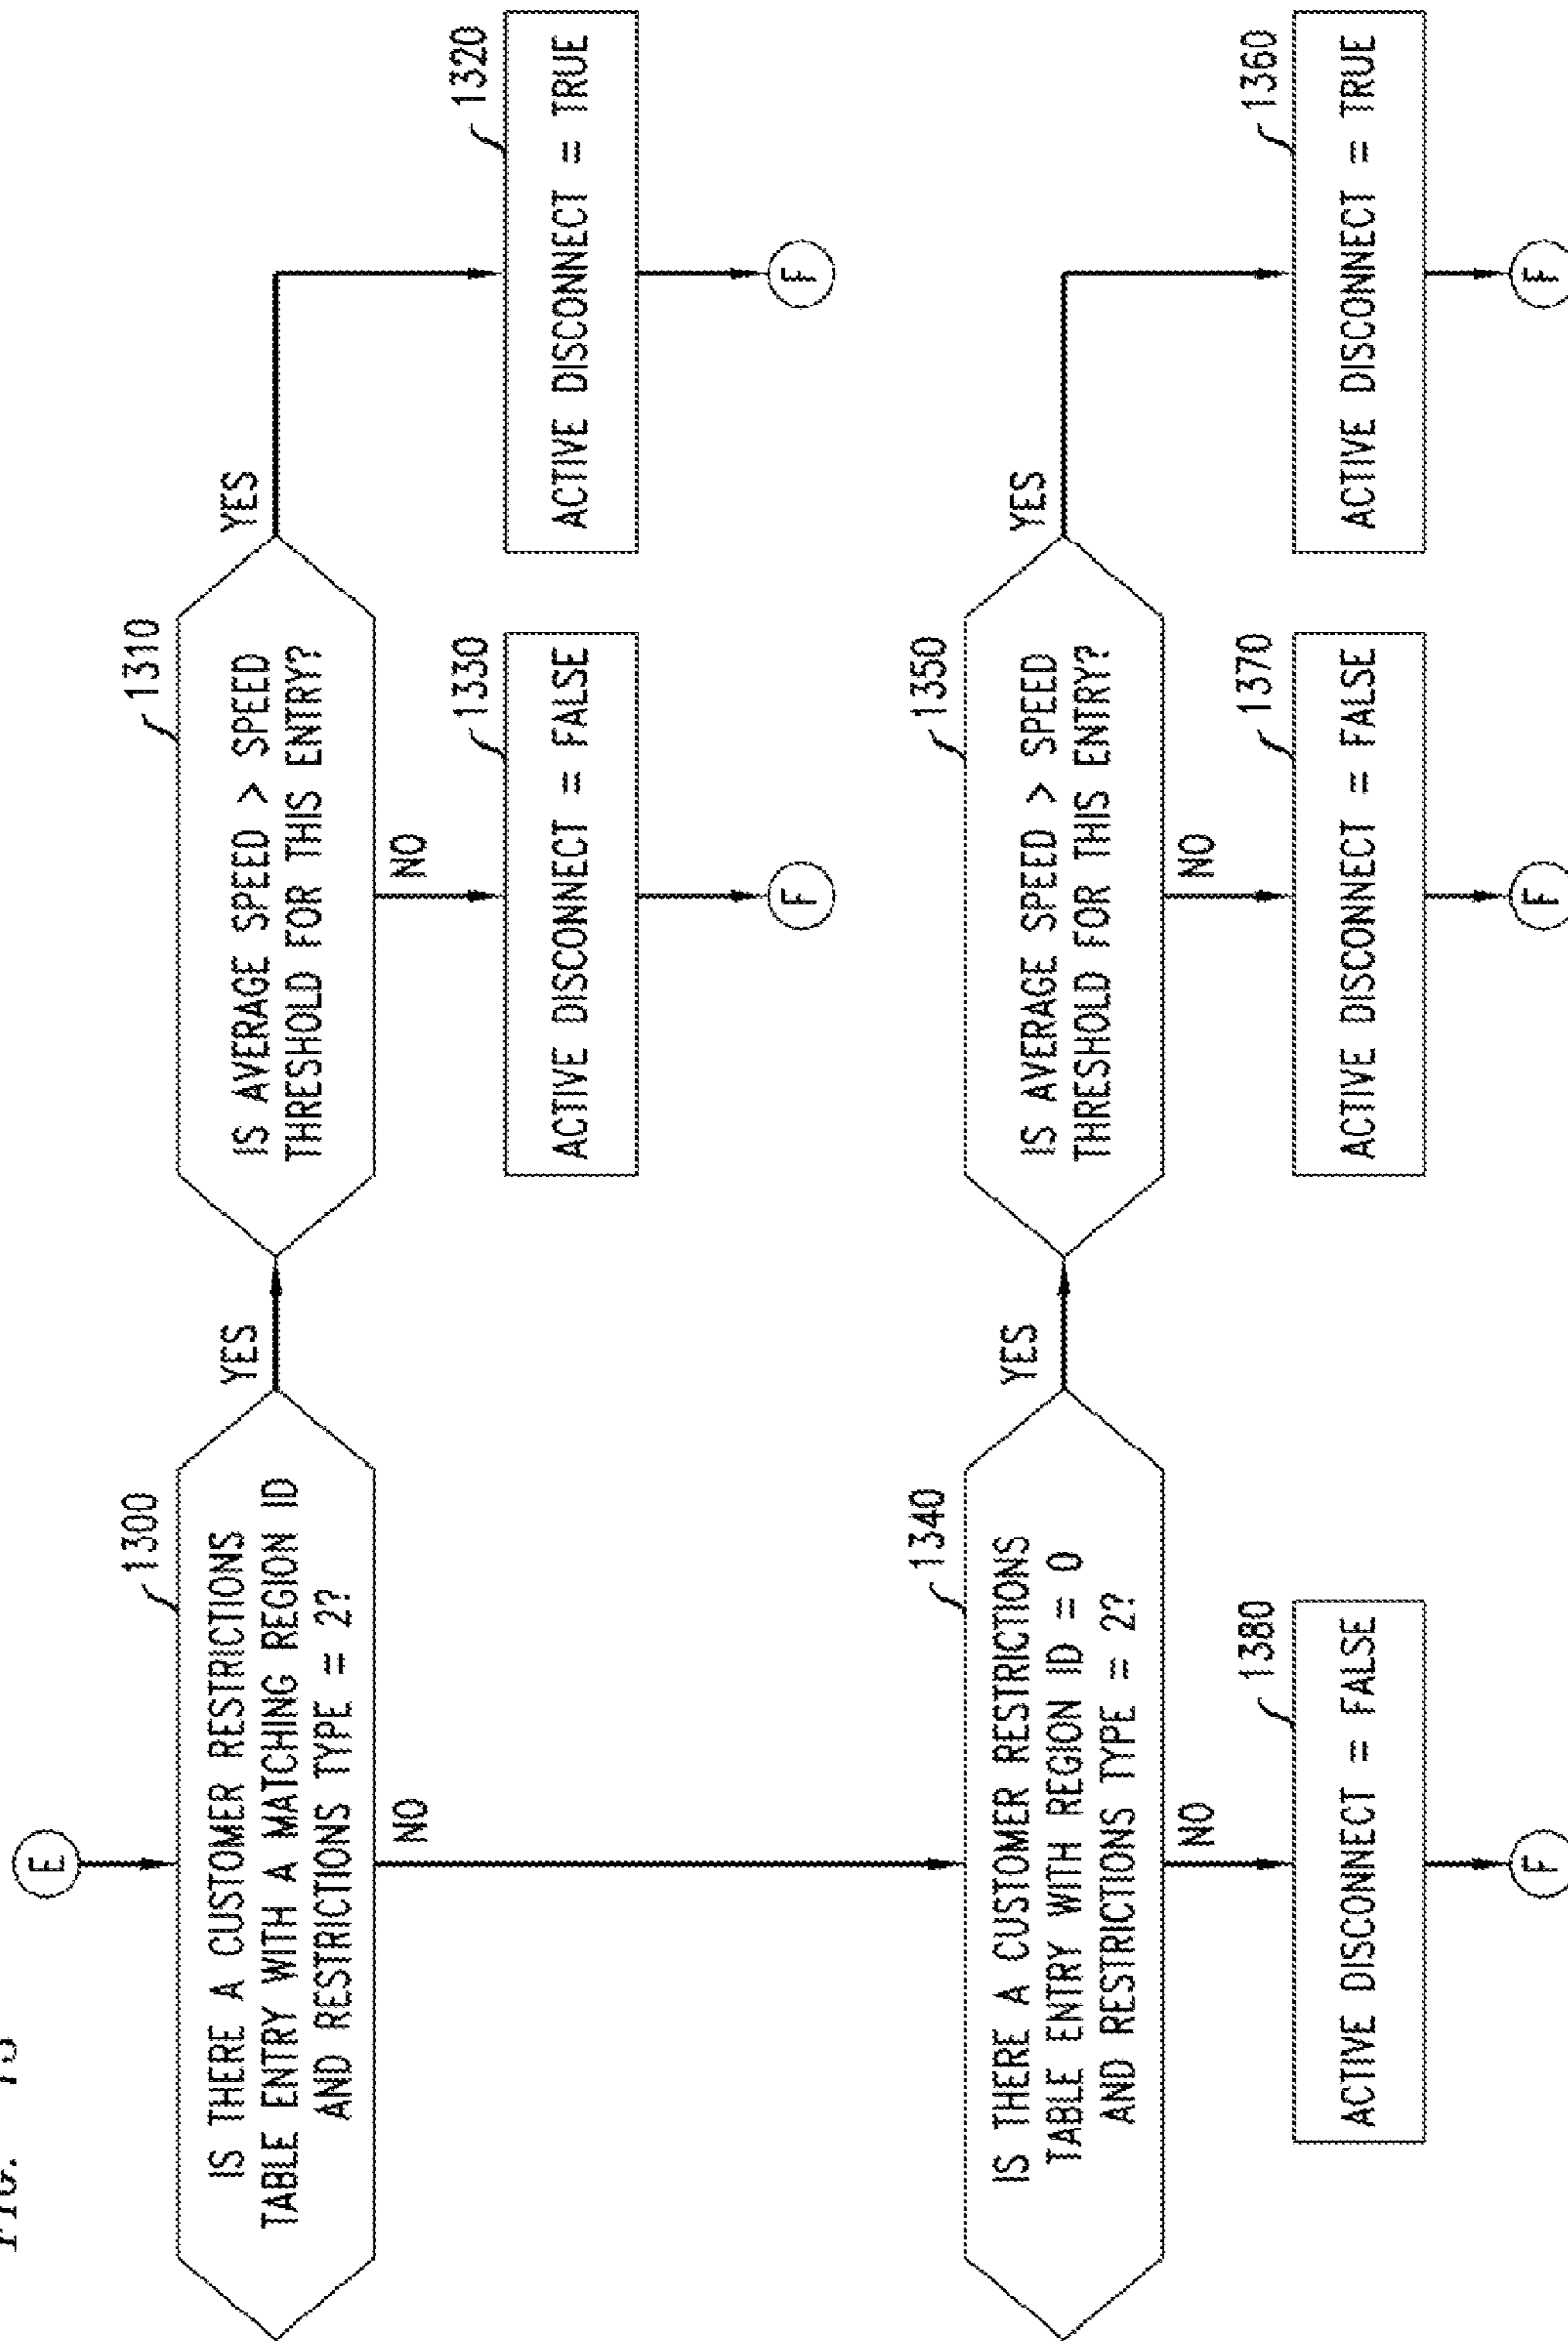 FIG. 13
E
1300
IS THERE A CUSTOMER RESTRICTIONS
TABLE ENTRY WITH A MATCHING REGION ID
AND RESTRICTIONS TYPE = 2?
YES
NO
1310
IS AVERAGE SPEED > SPEED
THRESHOLD FOR THIS ENTRY?
YES
NO
1320
ACTIVE DISCONNECT = TRUE
F
1330
ACTIVE DISCONNECT = FALSE
F
1340
IS THERE A CUSTOMER RESTRICTIONS
TABLE ENTRY WITH REGION ID = 0
AND RESTRICTIONS TYPE = 2?
YES
NO
1350
IS AVERAGE SPEED > SPEED
THRESHOLD FOR THIS ENTRY?
YES
NO
1360
ACTIVE DISCONNECT = TRUE
F
1370
ACTIVE DISCONNECT = FALSE
F
1380
ACTIVE DISCONNECT = FALSE
F